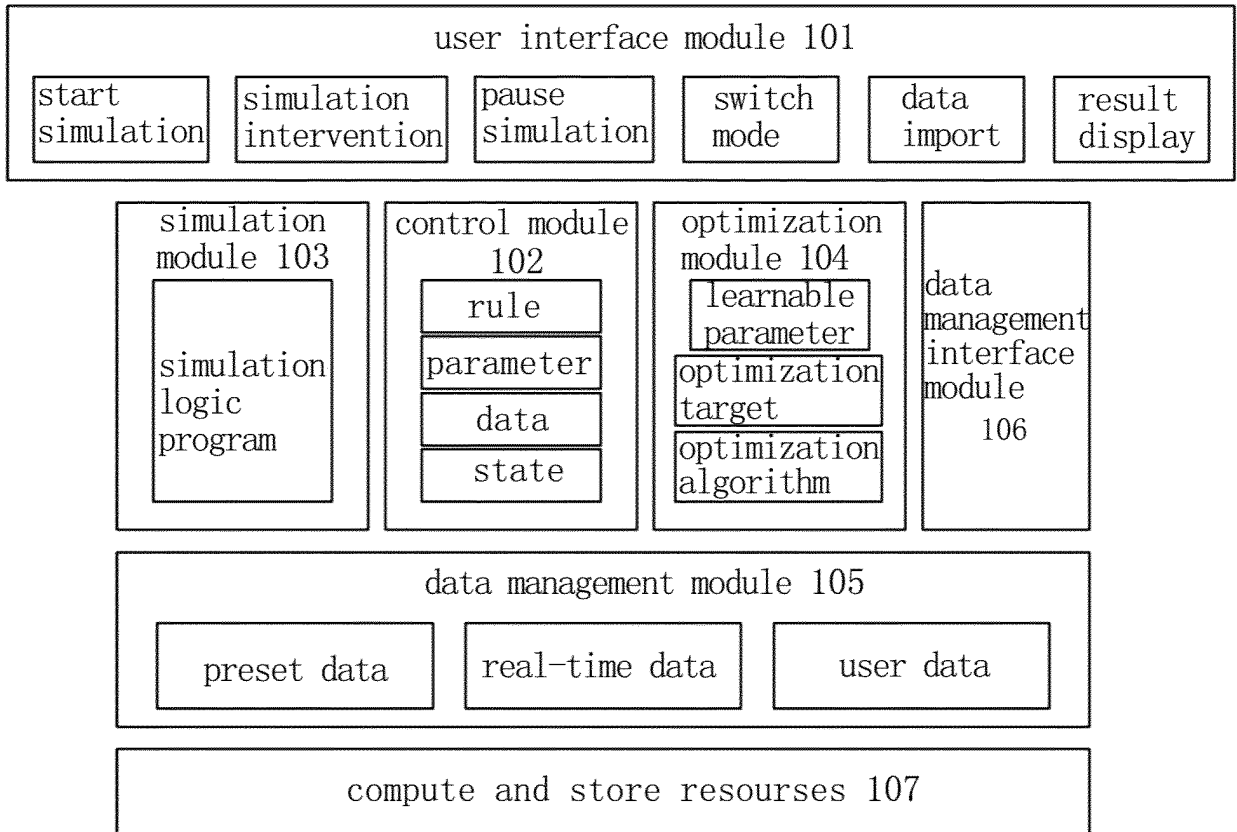 user interface module 101
start
simulation
simulation
intervention
pause
simulation
switch
mode
data
import
result
display
simulation
module 103
simulation
logic
program
control module
102
rule
parameter
data
state
optimization
module 104
learnable
parameter
optimization
target
optimization
algorithm
data
management
interface
module
106
data management module 105
preset data
real-time data
user data
compute and store resourses 107